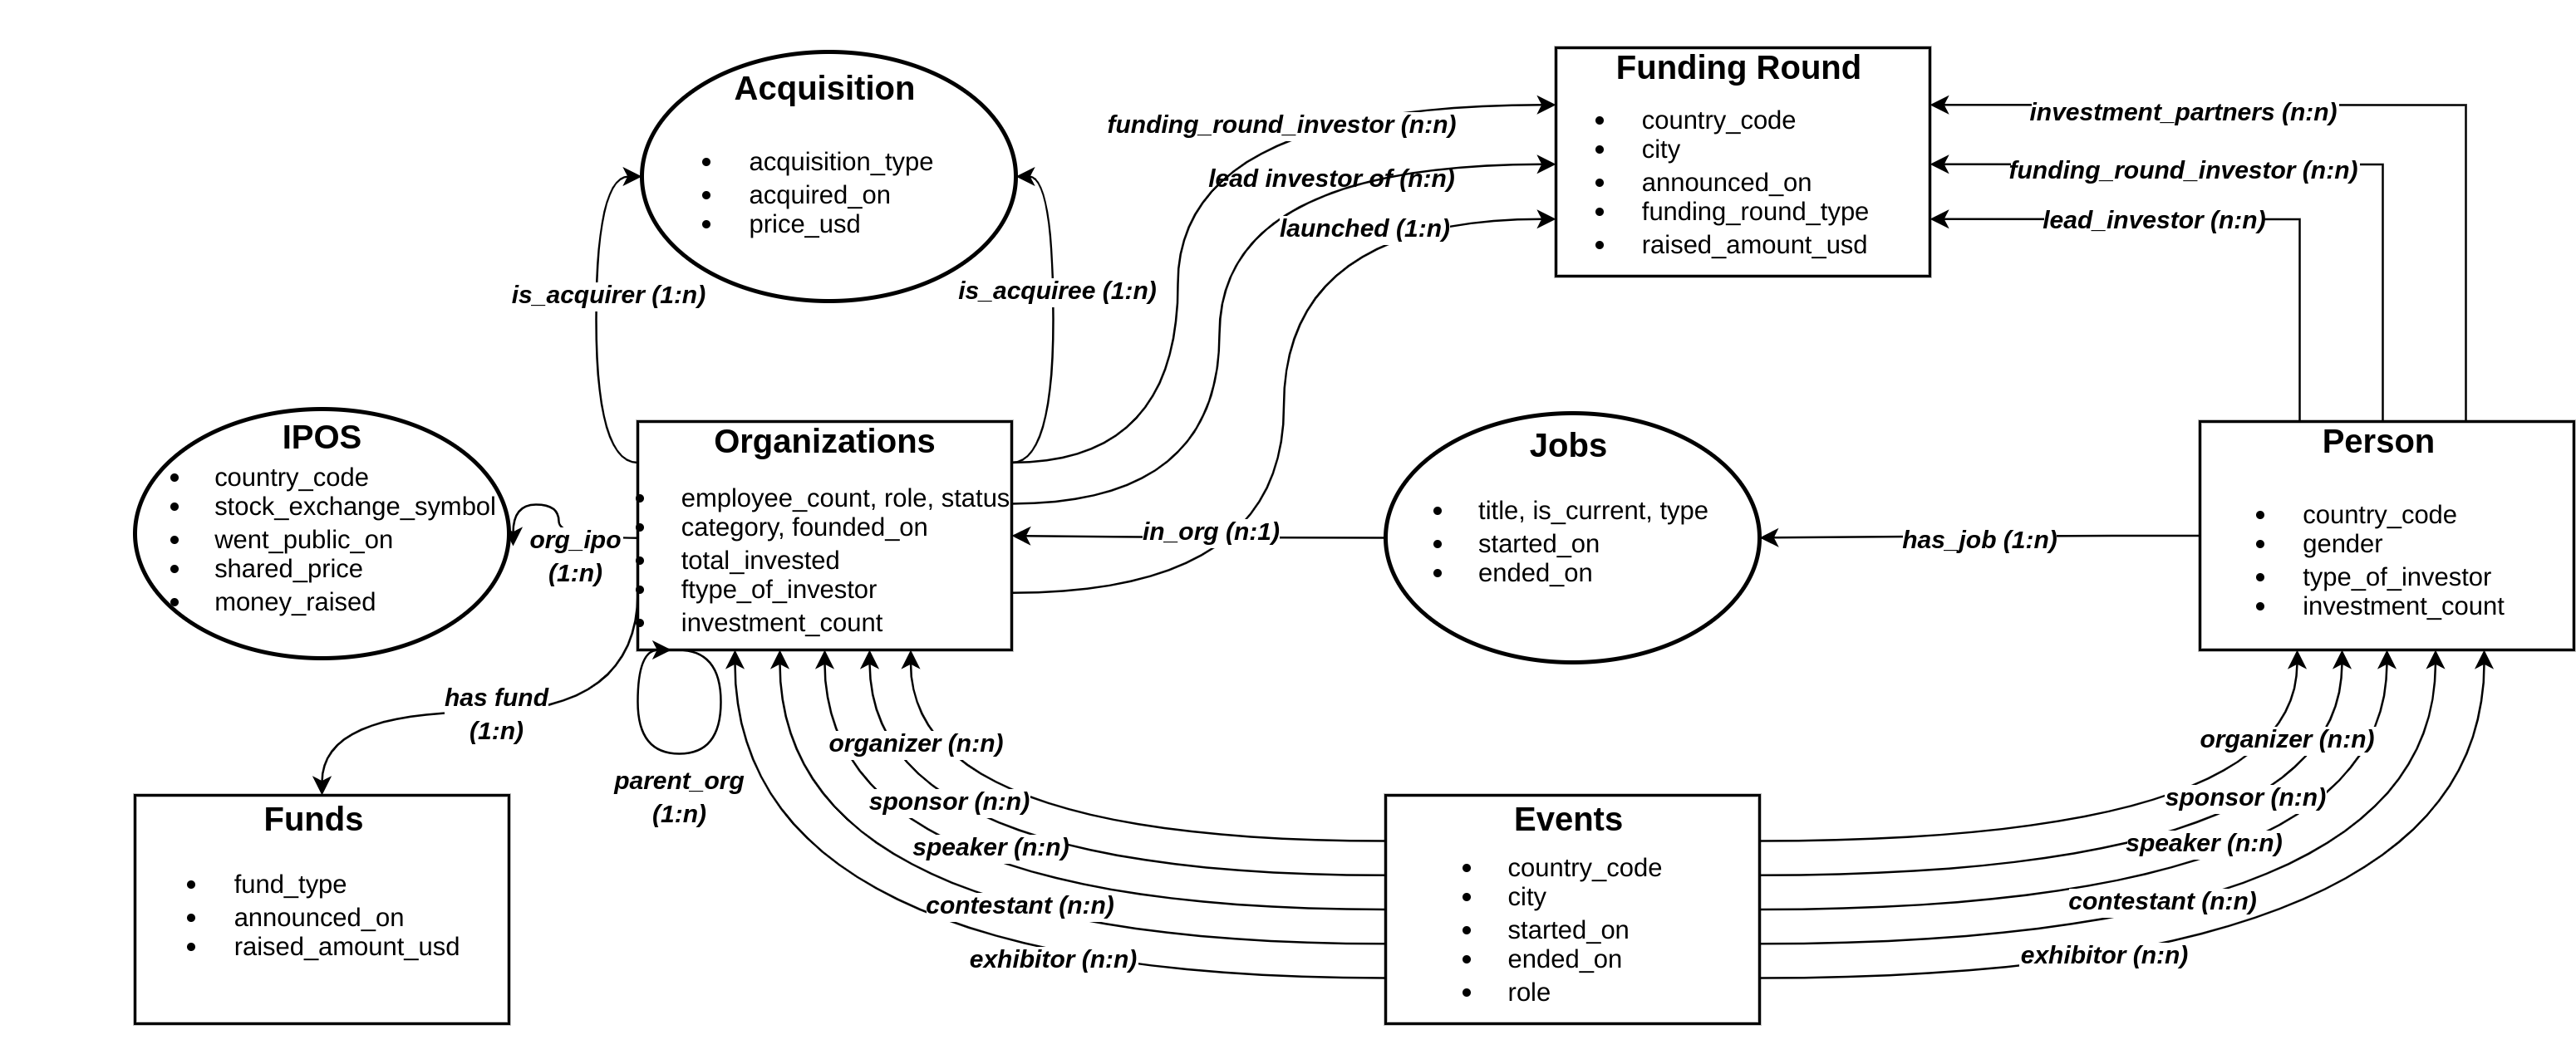 Acquisition
acquisition_type
acquired_on
price_usd
Funding Round
country_code
city
announced_on
funding_round_type
raised_amount_usd
funding_round_investor (n:n)
lead investor of (n:n)
launched (1:n)
investment_partners (n:n)
funding_round_investor (n:n)
lead_investor (n:n)
is_acquirer (1:n)
is_acquiree (1:n)
IPOS
country_code
stock_exchange_symbol
went_public_on
shared_price
money_raised
org_ipo
(1:n)
Organizations
employee_count, role, status
category, founded_on
total_invested
ftype_of_investor
investment_count
in_org (n:1)
Jobs
title, is_current, type
started_on
ended_on
has_job (1:n)
Person
country_code
gender
type_of_investor
investment_count
has fund
(1:n)
parent_org
(1:n)
organizer (n:n)
sponsor (n:n)
speaker (n:n)
contestant (n:n)
exhibitor (n:n)
organizer (n:n)
sponsor (n:n)
speaker (n:n)
contestant (n:n)
exhibitor (n:n)
Funds
fund_type
announced_on
raised_amount_usd
Events
country_code
city
started_on
ended_on
role